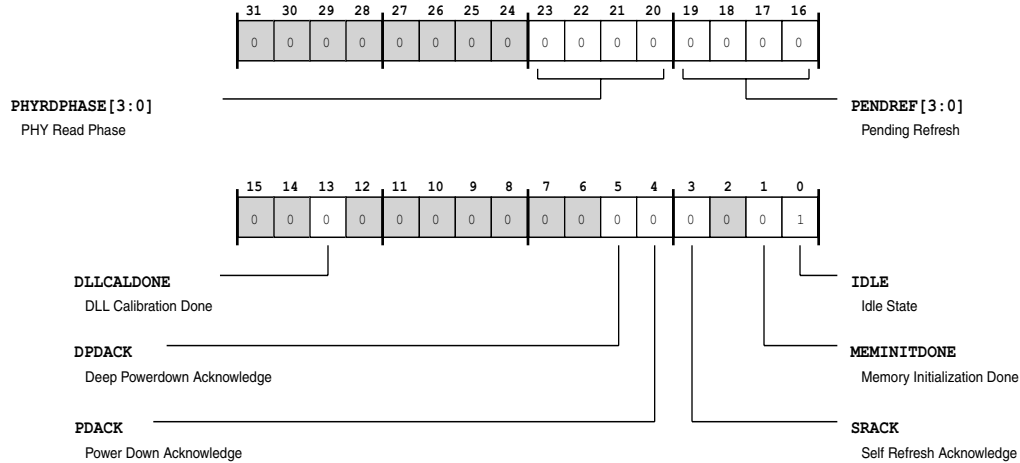 31 30 29 28 27 26 25 24 23 22 21 20 19 18 17 16
0 0 0 0 0 0 0 0 0 0 0 0 0 0 0 0
PHYRDPHASE[3:0]
PHY Read Phase
PENDREF[3:0]
Pending Refresh
15 14 13 12 11 10 9 8 7 6 5 4 3 2 1 0
0 0 0 0 0 0 0 0 0 0 0 0 0 0 0 1
DLLCALDONE
DLL Calibration Done
IDLE
Idle State
DPDACK
Deep Powerdown Acknowledge
MEMINITDONE
Memory Initialization Done
PDACK
Power Down Acknowledge
SRACK
Self Refresh Acknowledge